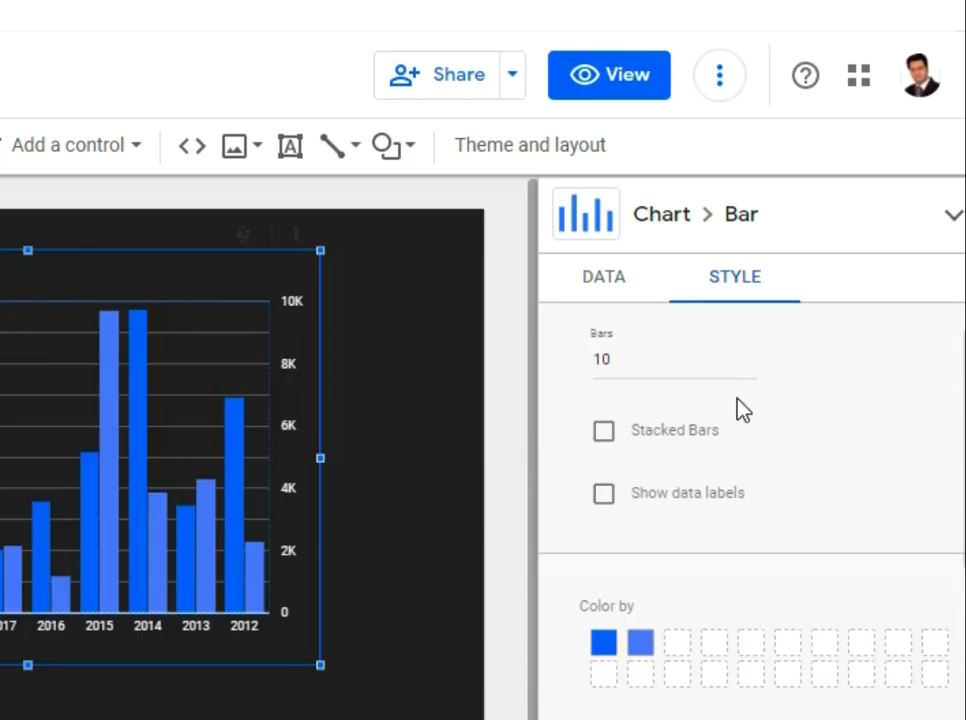 Share View
Add a control Theme and layout
Chart > Bar
DATA STYLE
Bars
10
Stacked Bars
Show data labels
Color by
10K
8K
6K
4K
2K
0
017 2016 2015 2014 2013 2012